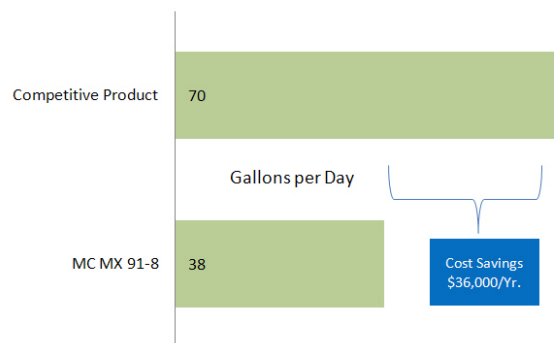 Competitive Product
70
Gallons per Day
MC MX 91-8
38
Cost Savings
$36,000/Yr.